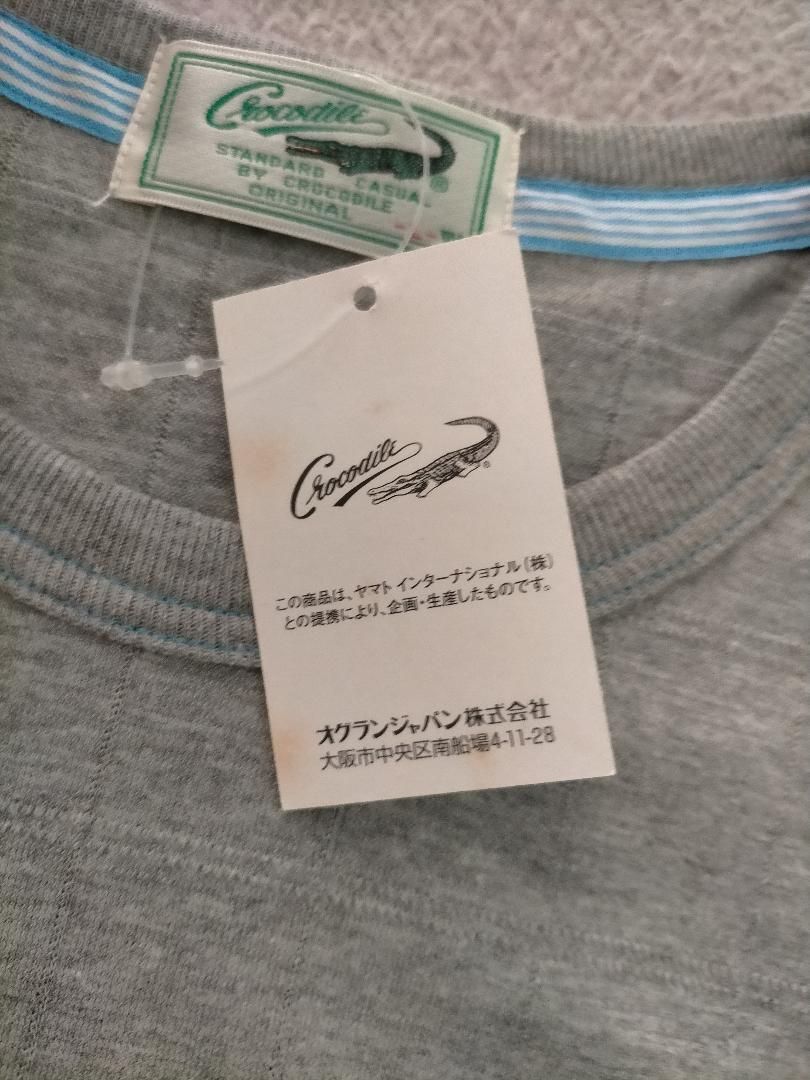 Crocodile
®
STANDARD CASUAL
BY CROCODILE
ORIGINAL
Crocodile
®
この商品は、ヤマト インターナショナル(株)
との提携により、企画・生産したものです。
オグランジャパン株式会社
大阪市中央区南船場4-11-28